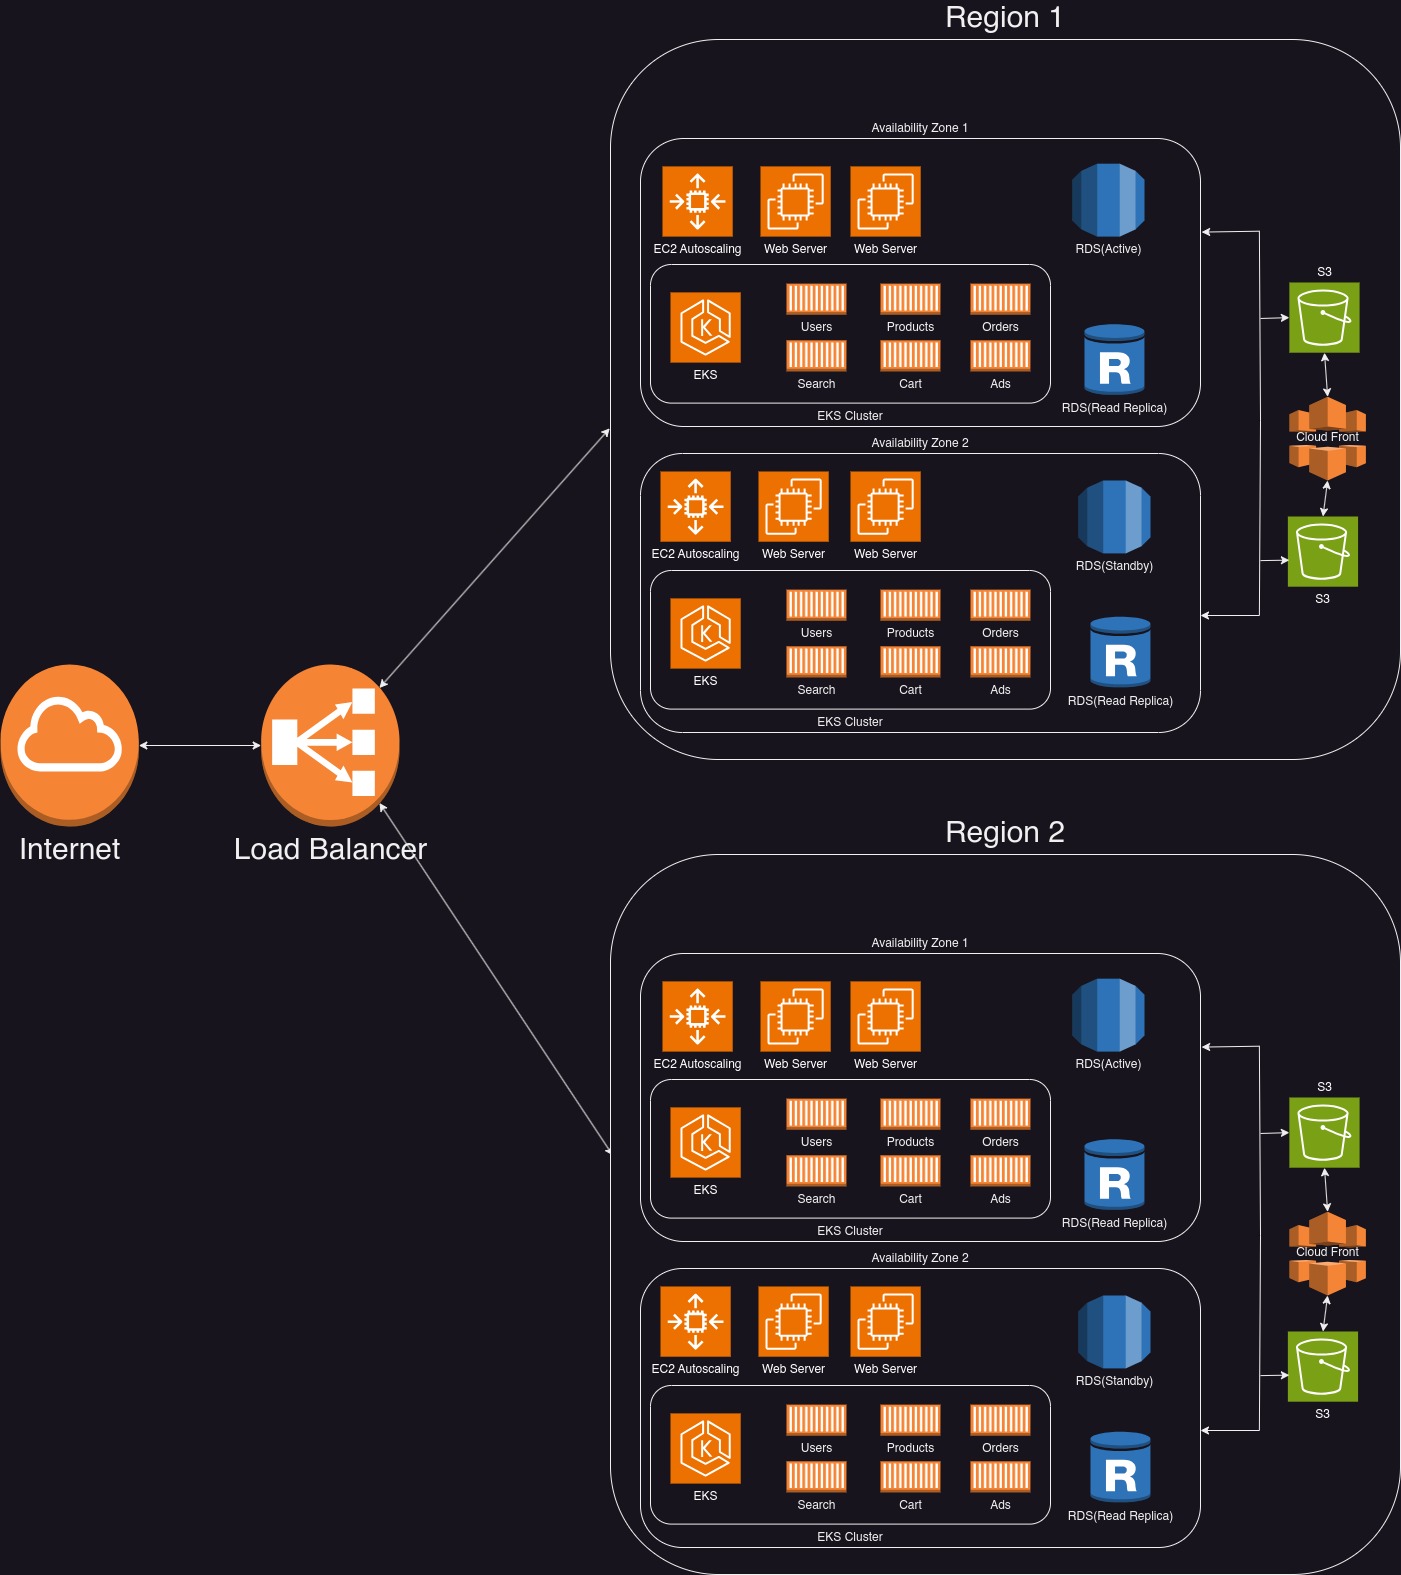 Region 1
Availability Zone 1
EC2 Autoscaling
Web Server
Web Server
RDS(Active)
S3
Users
Products
Orders
K
EKS
Search
Cart
Ads
R
RDS(Read Replica)
EKS Cluster
Cloud Front
Availability Zone 2
EC2 Autoscaling
Web Server
Web Server
RDS(Standby)
S3
Users
Products
Orders
K
EKS
Search
Cart
Ads
R
RDS(Read Replica)
EKS Cluster
Internet
Load Balancer
Region 2
Availability Zone 1
EC2 Autoscaling
Web Server
Web Server
RDS(Active)
S3
Users
Products
Orders
K
EKS
Search
Cart
Ads
R
RDS(Read Replica)
EKS Cluster
Cloud Front
Availability Zone 2
EC2 Autoscaling
Web Server
Web Server
RDS(Standby)
S3
Users
Products
Orders
K
EKS
Search
Cart
Ads
R
RDS(Read Replica)
EKS Cluster